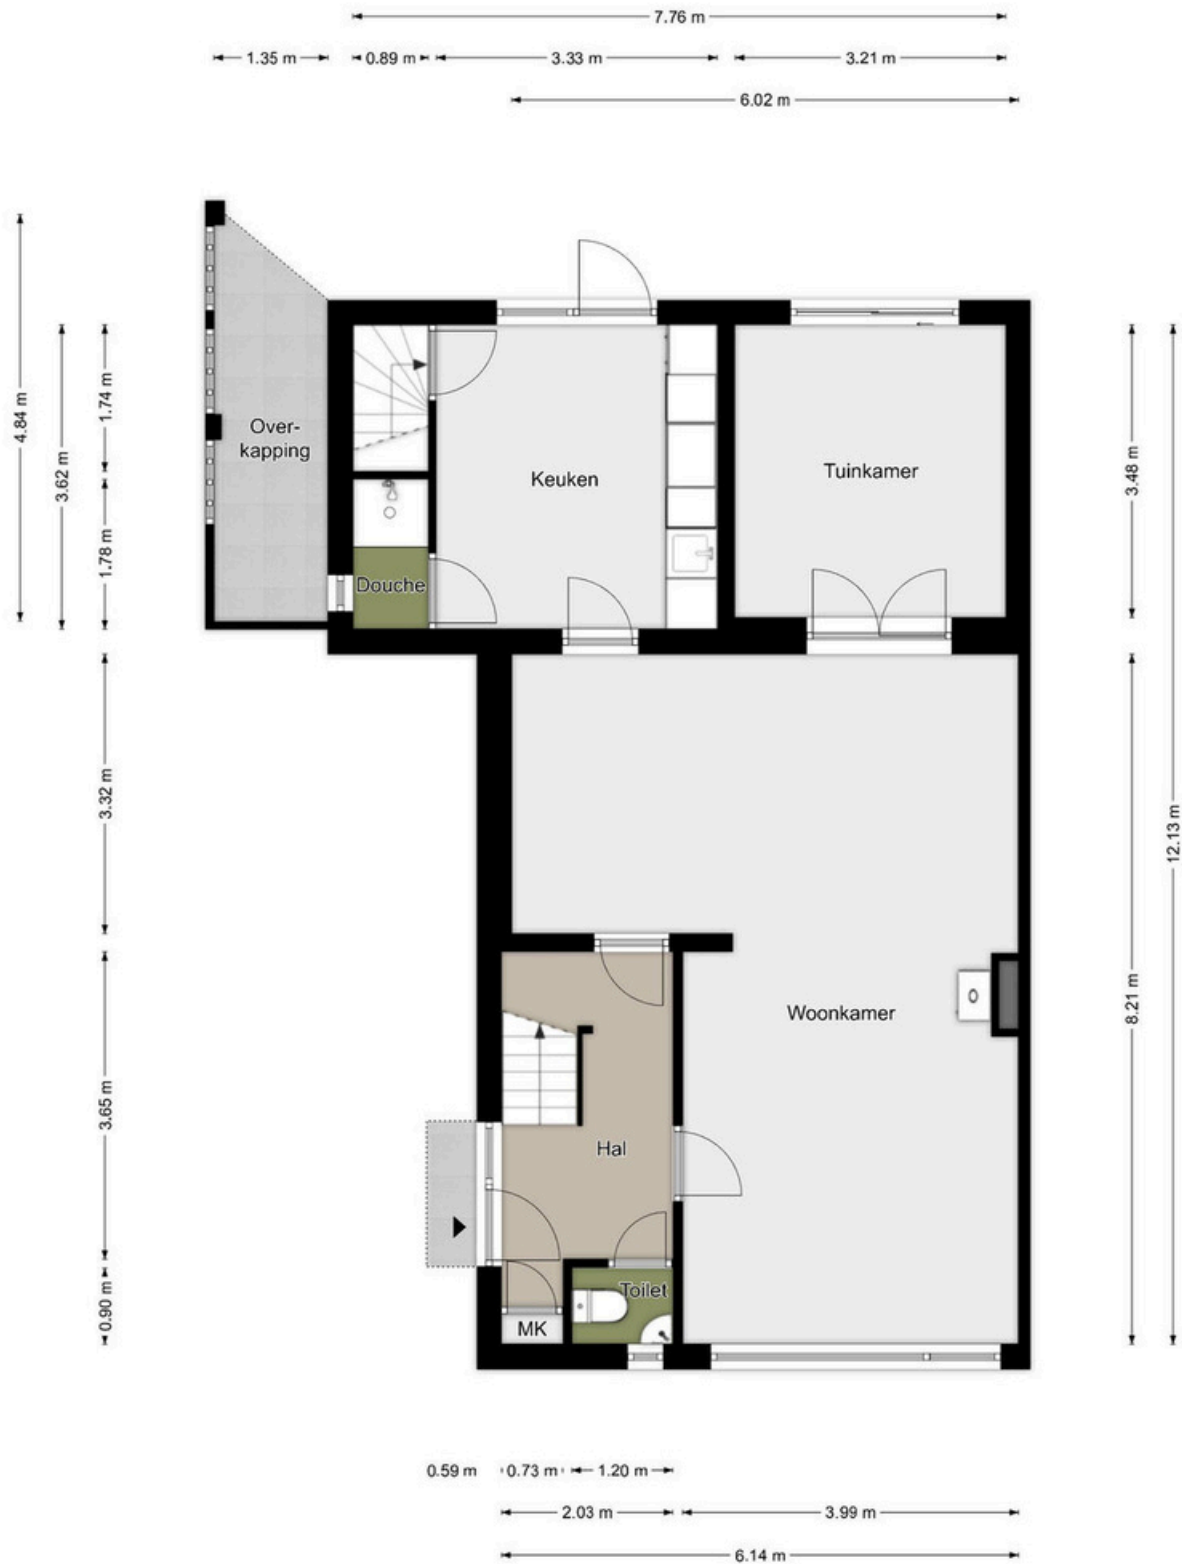 7.76 m
1.35 m
0.89 m
3.33 m
3.21 m
6.02 m
4.84 m
3.62 m
1.74 m
1.78 m
3.32 m
3.65 m
0.90 m
Over-
kapping
Keuken
Tuinkamer
Douche
Woonkamer
Hal
Toilet
MK
3.48 m
8.21 m
12.13 m
0.59 m
0.73 m
1.20 m
2.03 m
3.99 m
6.14 m